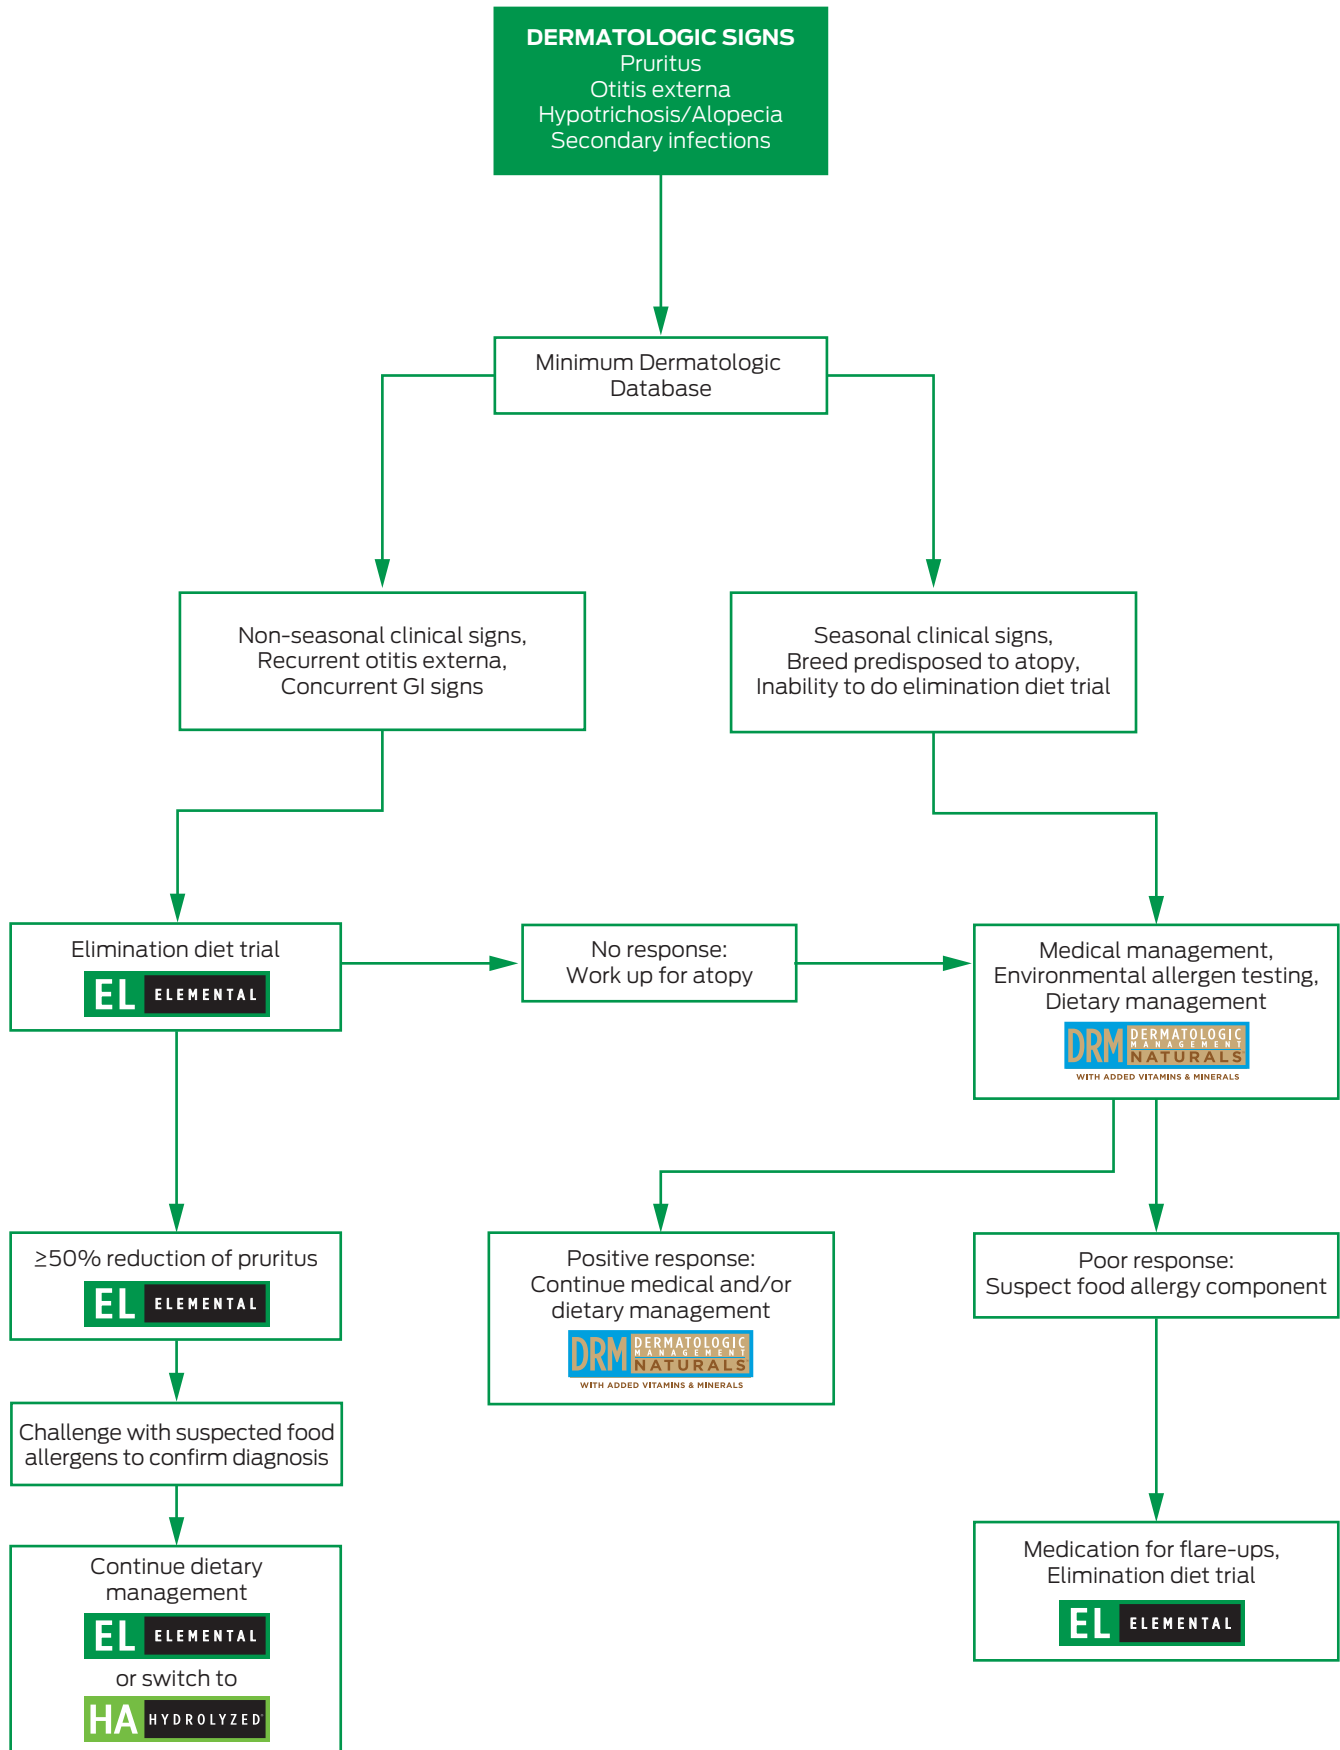 DERMATOLOGIC SIGNS
Pruritus
Otitis externa
Hypotrichosis/Alopecia
Secondary infections
Minimum Dermatologic
Database
Non-seasonal clinical signs,
Recurrent otitis externa,
Concurrent GI signs
Seasonal clinical signs,
Breed predisposed to atopy,
Inability to do elimination diet trial
Elimination diet trial
EL ELEMENTAL
No response:
Work up for atopy
Medical management,
Environmental allergen testing,
Dietary management
DRM DERMATOLOGIC
MANAGEMENT
NATURALS
WITH ADDED VITAMINS & MINERALS
≥50% reduction of pruritus
EL ELEMENTAL
Positive response:
Continue medical and/or
dietary management
DRM DERMATOLOGIC
MANAGEMENT
NATURALS
WITH ADDED VITAMINS & MINERALS
Poor response:
Suspect food allergy component
Challenge with suspected food
allergens to confirm diagnosis
Continue dietary
management
EL ELEMENTAL
or switch to
HA HYDROLYZED
Medication for flare-ups,
Elimination diet trial
EL ELEMENTAL